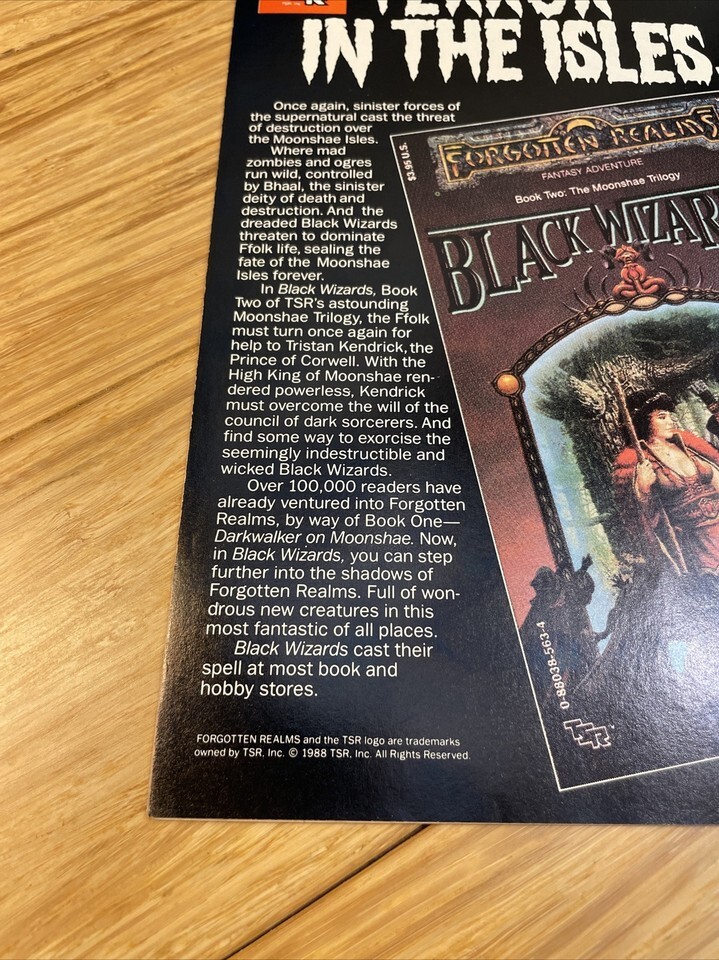 TERROR
IN THE ISLES
Once again, sinister forces of
the supernatural cast the threat
of destruction over
the Moonshae Isles.
Where mad
zombies and ogres
run wild, controlled
by Bhaal, the sinister
deity of death and
destruction. And the
dreaded Black Wizards
threaten to dominate
Ffolk life, sealing the
fate of the Moonshae
Isles forever.
In Black Wizards, Book
Two of TSR's astounding
Moonshae Trilogy, the Ffolk
must turn once again for
help to Tristan Kendrick, the
Prince of Corwell. With the
High King of Moonshae ren-
dered powerless, Kendrick
must overcome the will of the
council of dark sorcerers. And
find some way to exorcise the
seemingly indestructible and
wicked Black Wizards.
Over 100,000 readers have
already ventured into Forgotten
Realms, by way of Book One—
Darkwalker on Moonshae. Now,
in Black Wizards, you can step
further into the shadows of
Forgotten Realms. Full of won-
drous new creatures in this
most fantastic of all places.
Black Wizards cast their
spell at most book and
hobby stores.
FORGOTTEN REALMS and the TSR logo are trademarks
owned by TSR, Inc. © 1988 TSR, Inc. All Rights Reserved.
$3.95 U.S.
FORGOTTEN REALMS
FANTASY ADVENTURE
Book Two: The Moonshae Trilogy
BLACK WIZAR
0-88038-563-4
TSR